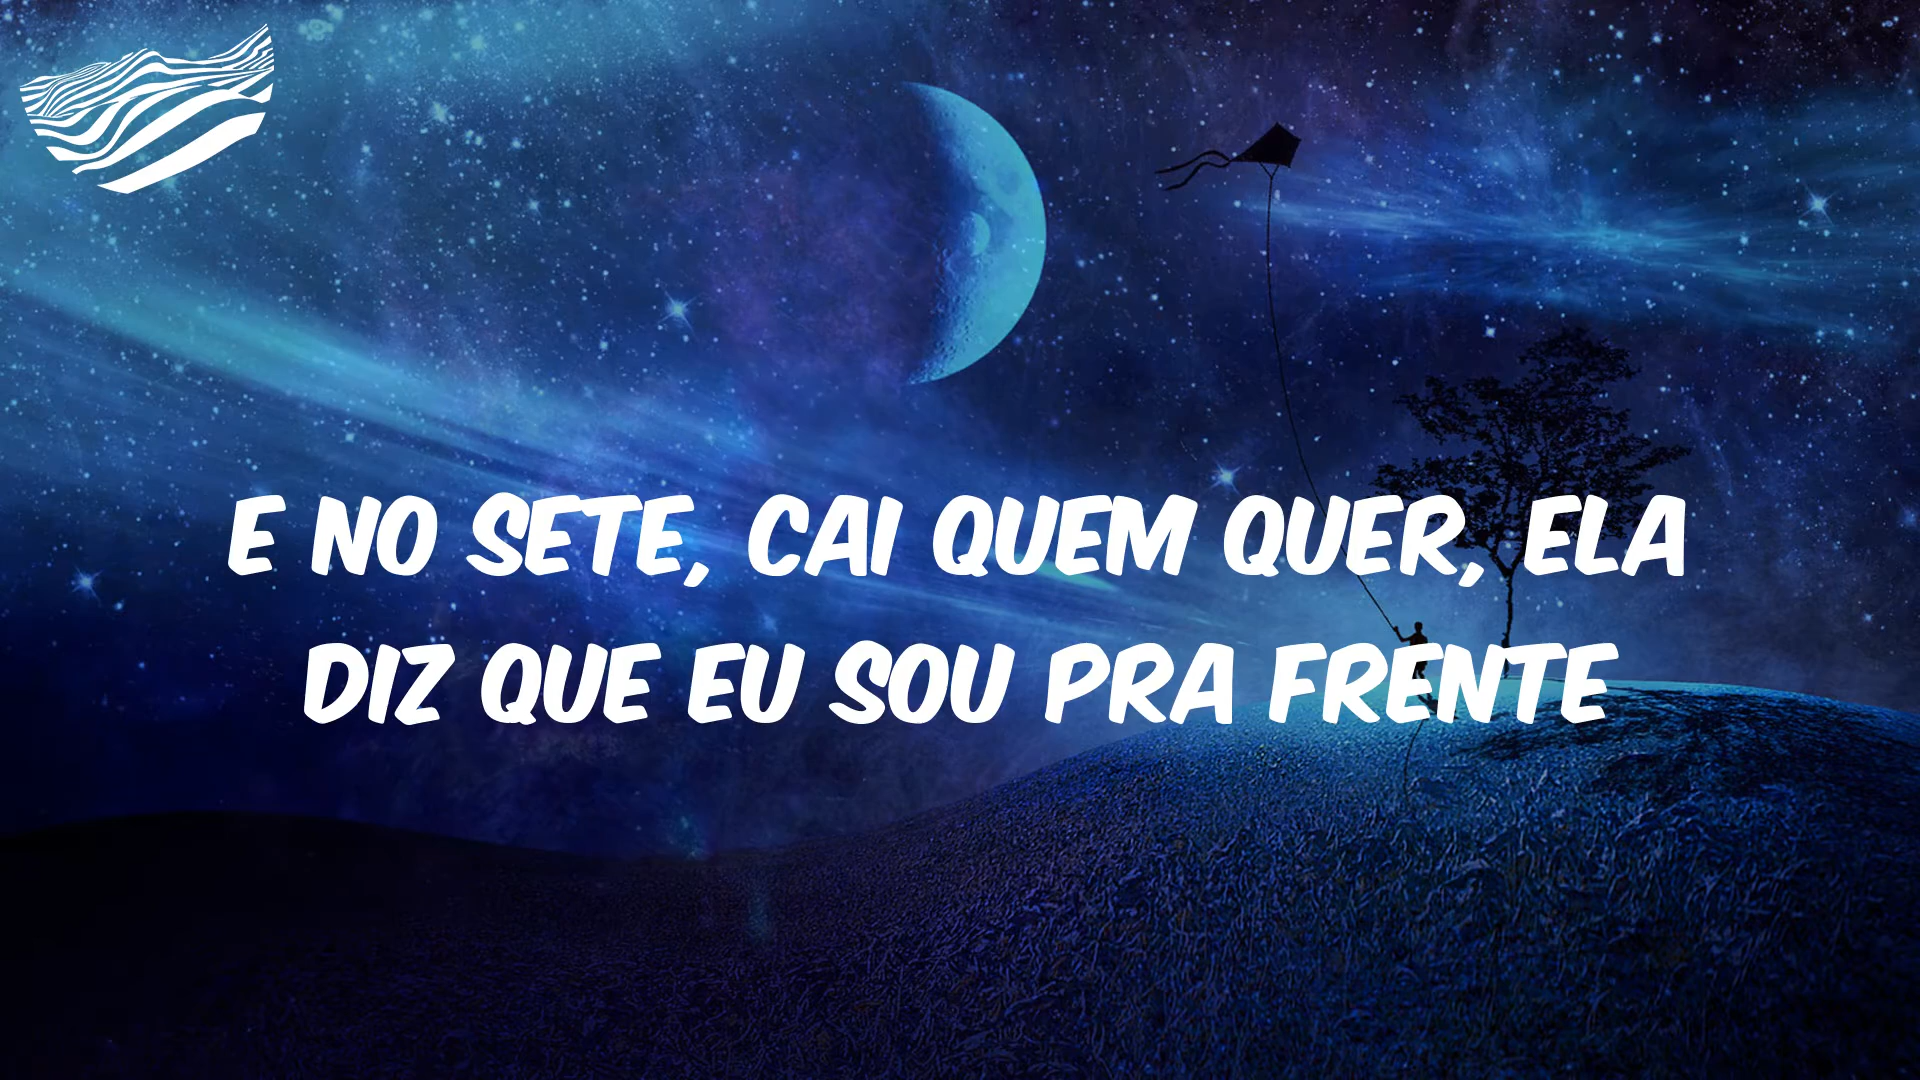 E NO SETE, CAI QUEM QUER, ELA
DIZ QUE EU SOU PRA FRENTE